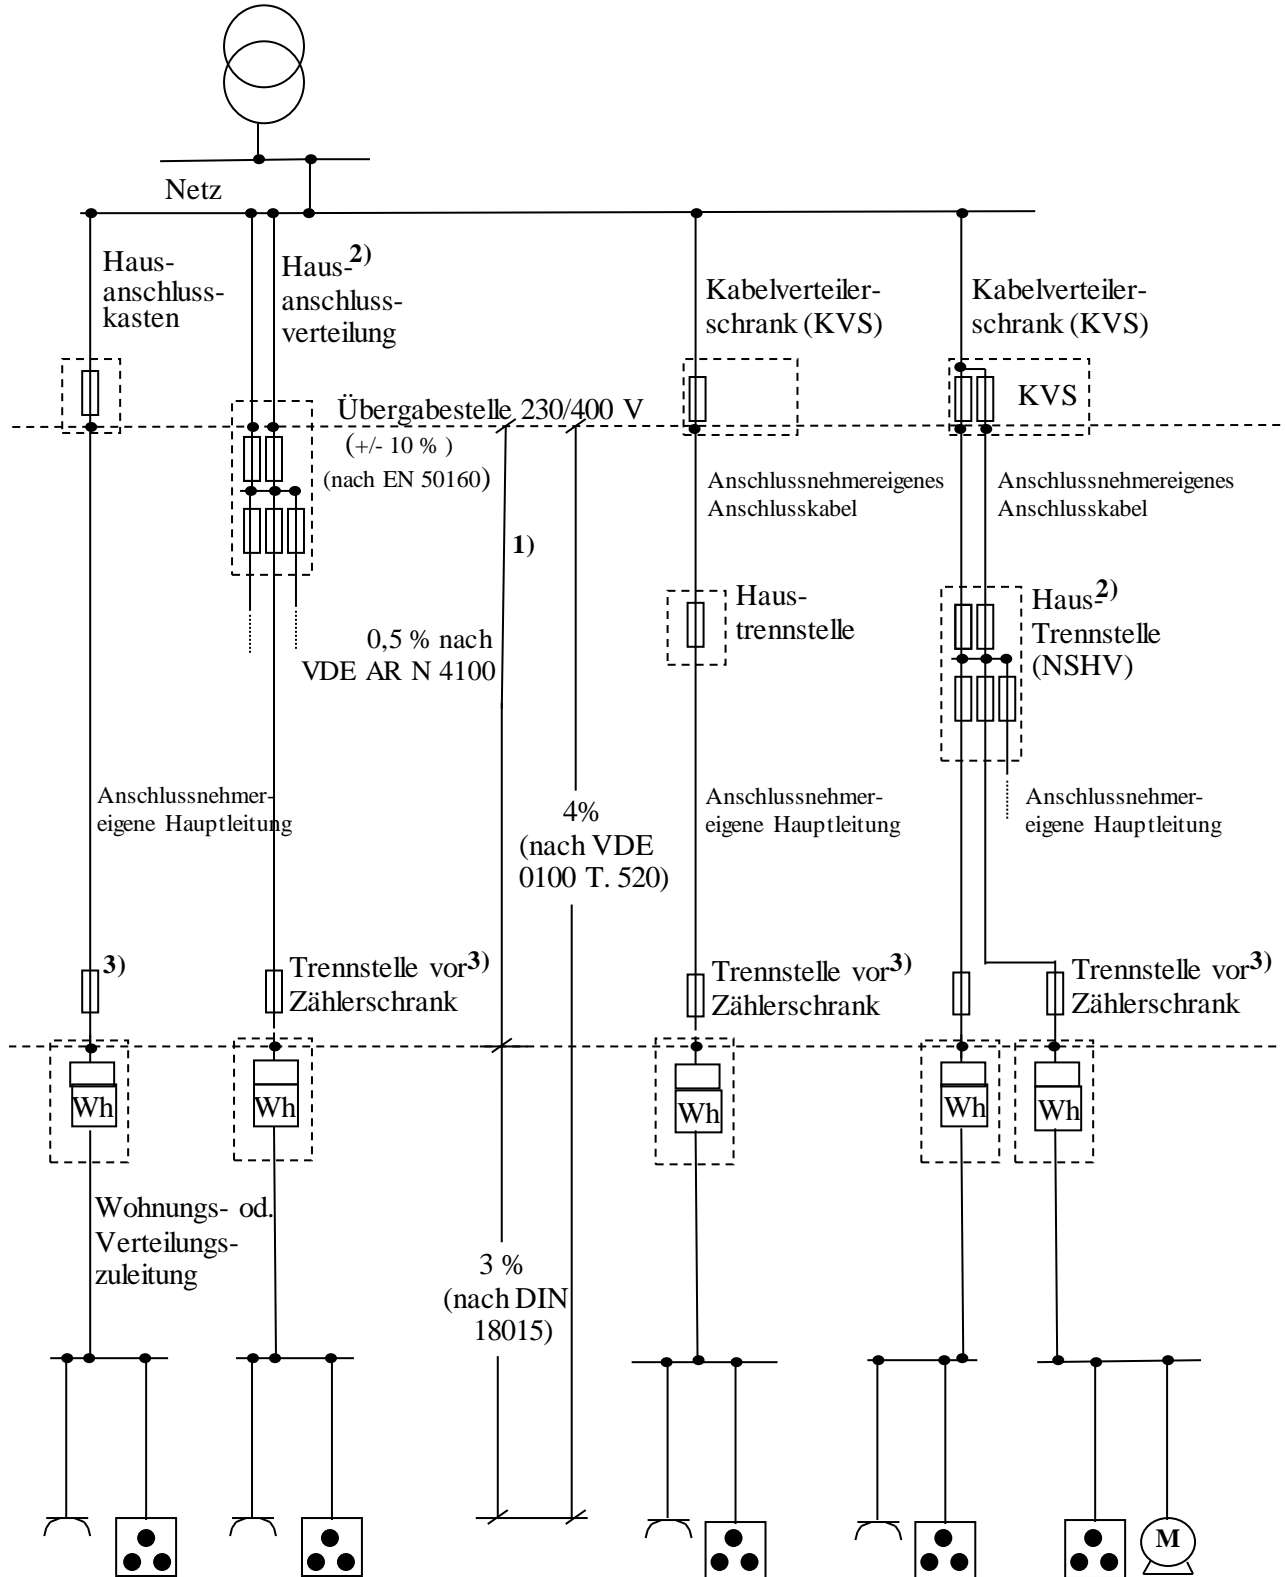 Netz
Haus-
anschluss-
kasten
Haus-2)
anschluss-
verteilung
Kabelverteiler-
schrank (KVS)
Kabelverteiler-
schrank (KVS)
KVS
Übergabestelle 230/400 V
(+/- 10 % )
(nach EN 50160)
Anschlussnehmereigenes
Anschlusskabel
Anschlussnehmereigenes
Anschlusskabel
1)
Haus-
trennstelle
Haus-2)
Trennstelle
(NSHV)
0,5 % nach
VDE AR N 4100
Anschlussnehmer-
eigene Hauptleitung
4%
(nach VDE
0100 T. 520)
Anschlussnehmer-
eigene Hauptleitung
Anschlussnehmer-
eigene Hauptleitung
3)
Trennstelle vor3)
Zählerschrank
Trennstelle vor3)
Zählerschrank
Trennstelle vor3)
Zählerschrank
Wh
Wh
Wh
Wh
Wh
Wohnungs- od.
Verteilungs-
zuleitung
3 %
(nach DIN
18015)
M